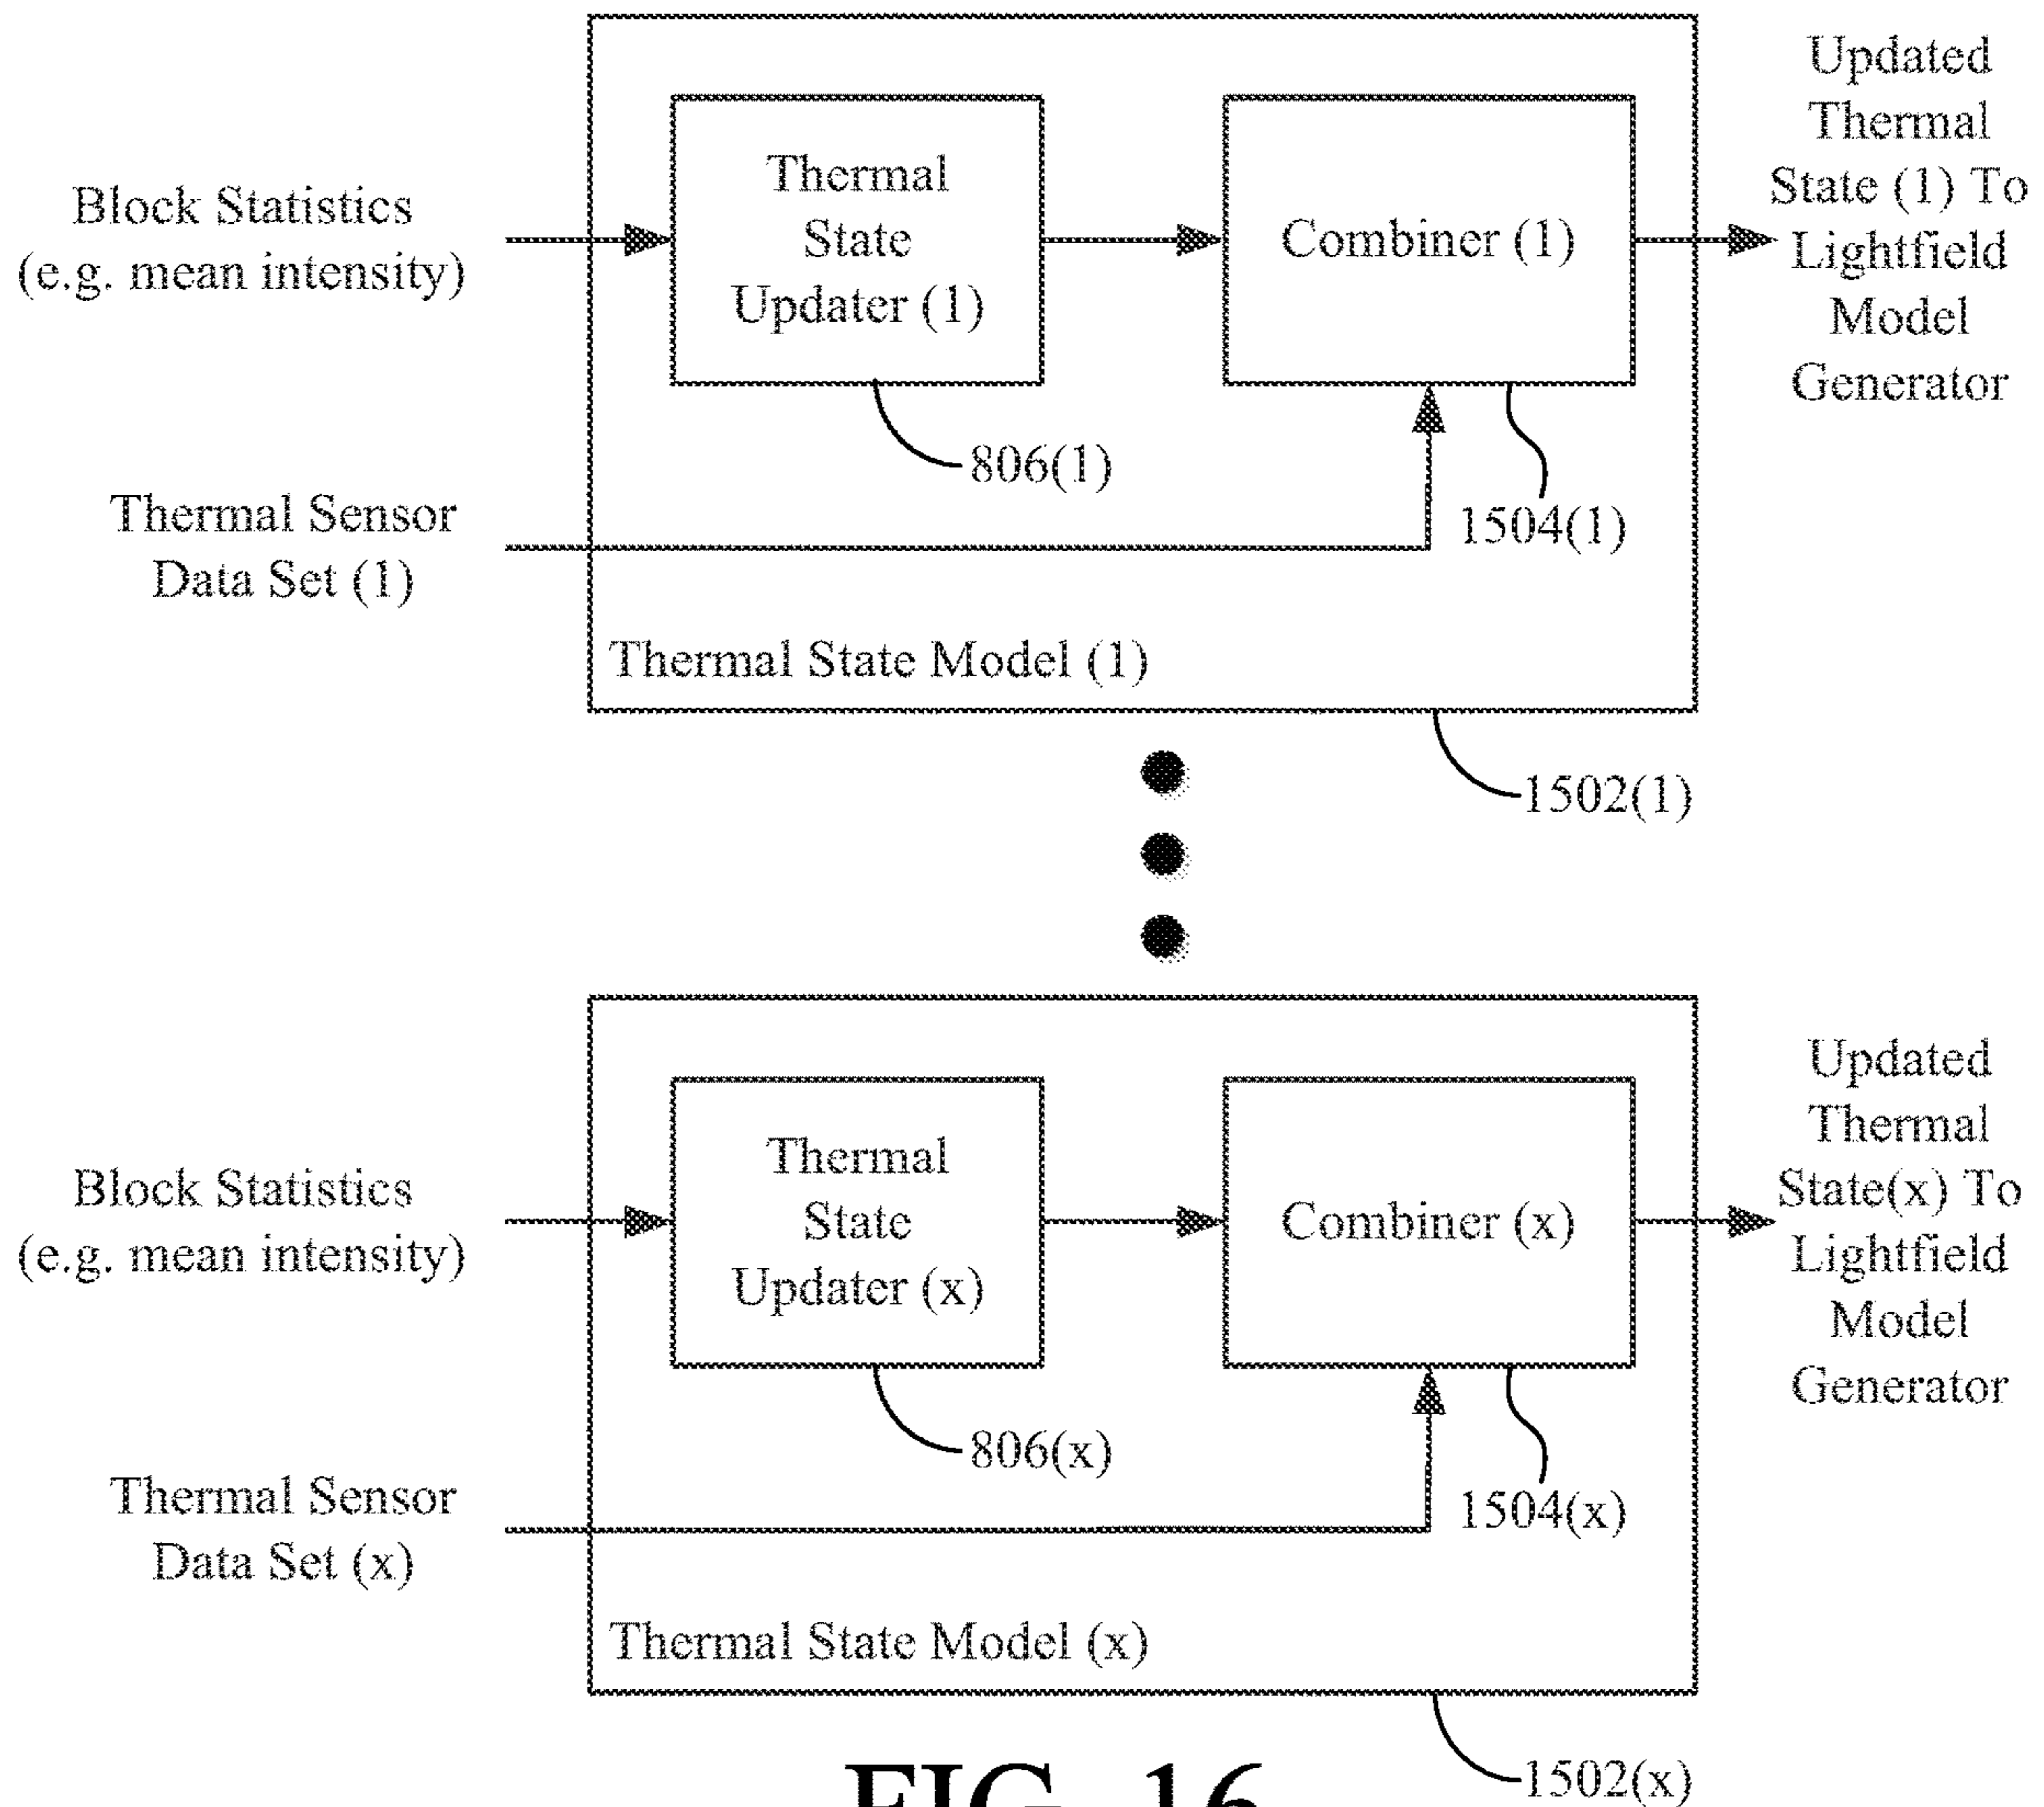 Block Statistics
(e.g. mean intensity)
Thermal
State
Updater (1)
Combiner (1)
Updated
Thermal
State (1) To
Lightfield
Model
Generator
806(1)
1504(1)
Thermal Sensor
Data Set (1)
Thermal State Model (1)
1502(1)
Block Statistics
(e.g. mean intensity)
Thermal
State
Updater (x)
Combiner (x)
Updated
Thermal
State(x) To
Lightfield
Model
Generator
806(x)
1504(x)
Thermal Sensor
Data Set (x)
Thermal State Model (x)
1502(x)
FIG. 16